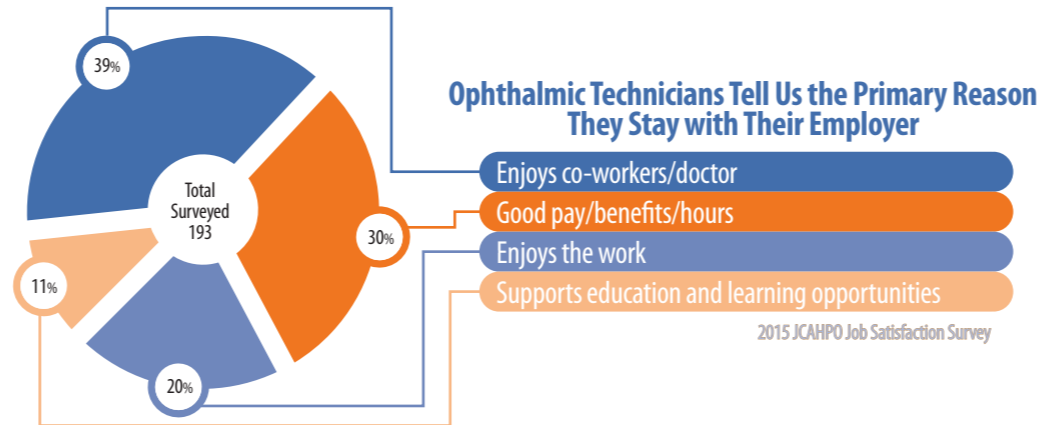 39%
Ophthalmic Technicians Tell Us the Primary Reason
They Stay with Their Employer
Total
Surveyed
193
Enjoys co-workers/doctor
Good pay/benefits/hours
30%
Enjoys the work
11%
Supports education and learning opportunities
2015 JCAHPO Job Satisfaction Survey
20%